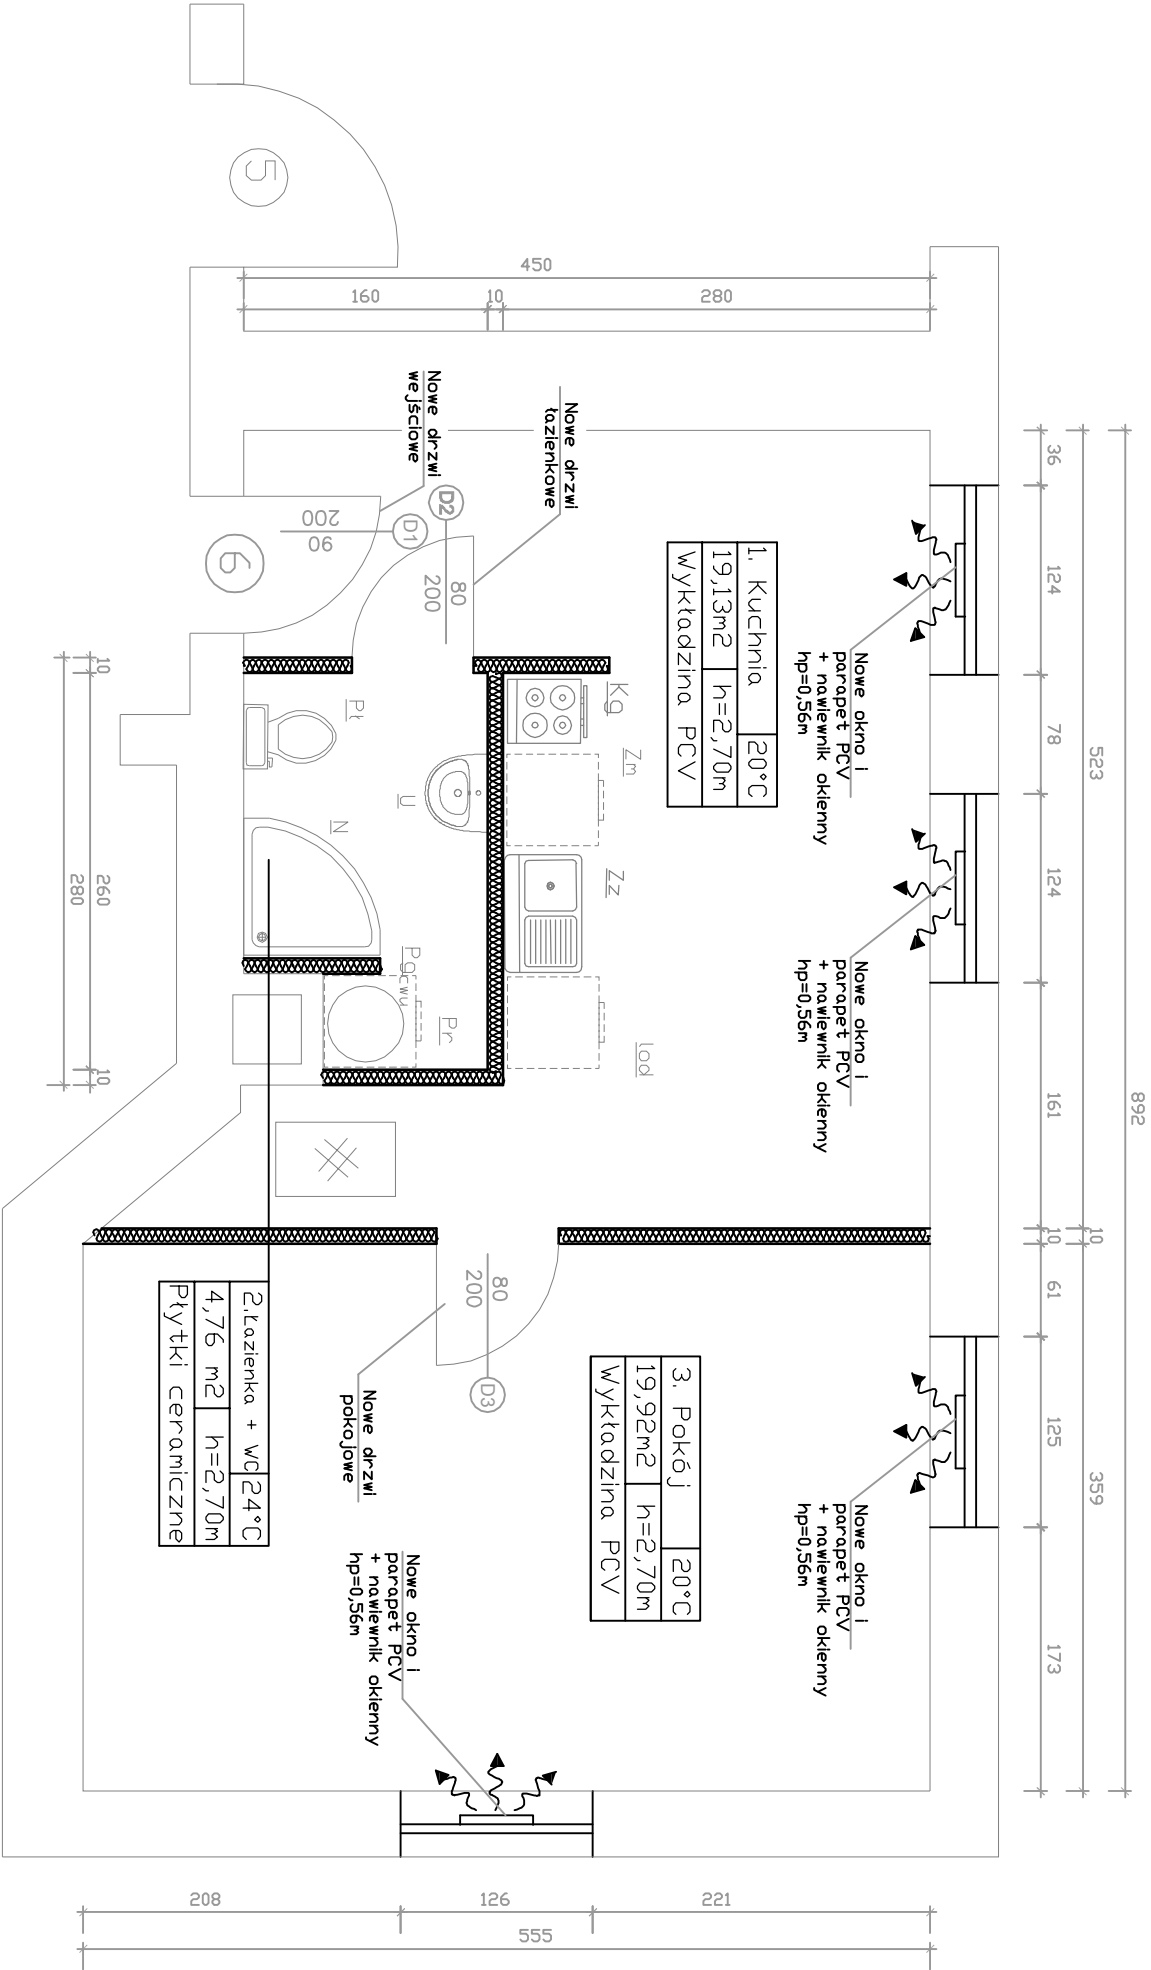 892
523
10
359
36
124
78
124
161
10
61
125
173
Nowe okno i
parapet PCV
+ nawiewnik okienny
hp=0,56m
Nowe okno i
parapet PCV
+ nawiewnik okienny
hp=0,56m
Nowe okno i
parapet PCV
+ nawiewnik okienny
hp=0,56m
1. Kuchnia 20°C
19,13m2 h=2,70m
Wykładzina PCV
3. Pokój 20°C
19,92m2 h=2,70m
Wykładzina PCV
450
160
10
280
Nowe drzwi
łazienkowe
Nowe drzwi
wejściowe
D2
80
200
D1
90
200
5
6
Kg
Zm
Zz
Lod
Pł
U
N
Pgcwu
Pr
80
200
D3
Nowe drzwi
pokojowe
Nowe okno i
parapet PCV
+ nawiewnik okienny
hp=0,56m
2.Łazienka + WC 24°C
4,76 m2 h=2,70m
Płytki ceramiczne
10
260
10
280
208
126
221
555